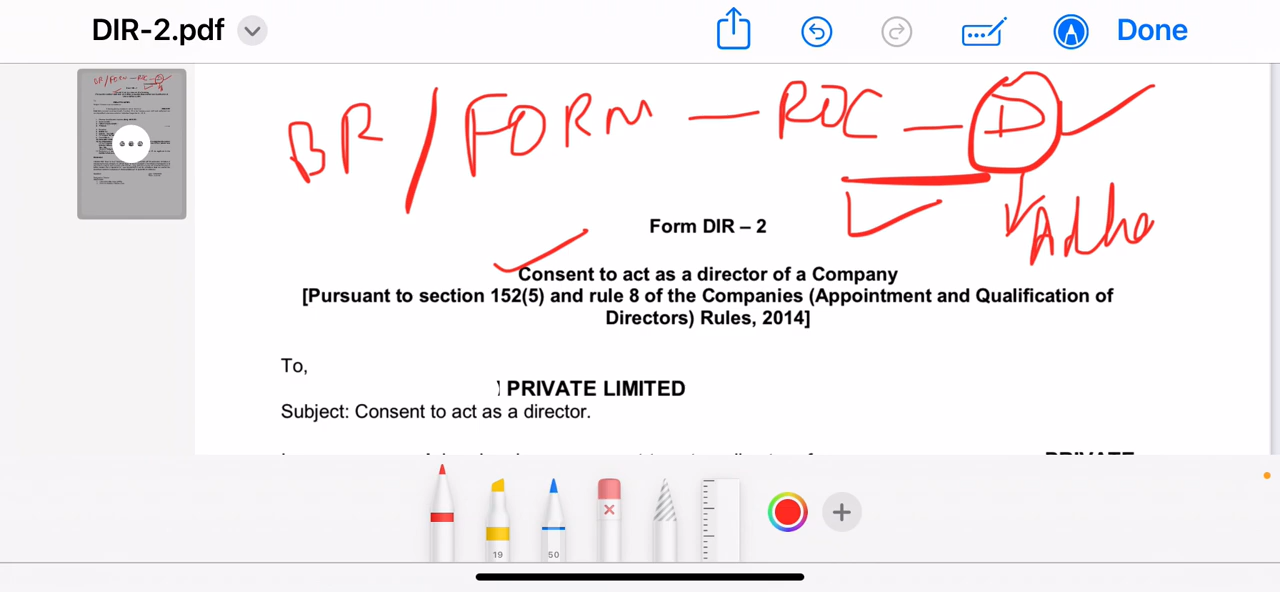 DIR-2.pdf
Done
BR/FORM — ROC — D
Adha
Form DIR – 2
Consent to act as a director of a Company
[Pursuant to section 152(5) and rule 8 of the Companies (Appointment and Qualification of
Directors) Rules, 2014]
To,
PRIVATE LIMITED
Subject: Consent to act as a director.
PRIVATE
19
50